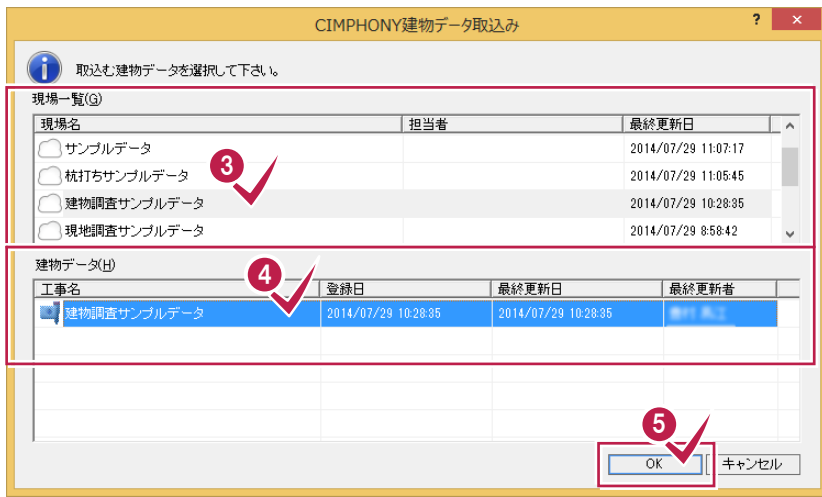 CIMPHONY建物データ取込み ? ×
取込む建物データを選択して下さい。
現場一覧(G)
現場名 担当者 最終更新日
サンプルデータ 2014/07/29 11:07:17
3
杭打ちサンプルデータ 2014/07/29 11:05:45
建物調査サンプルデータ 2014/07/29 10:28:35
現地調査サンプルデータ 2014/07/29 8:58:42
建物データ(H)
4
工事名 登録日 最終更新日 最終更新者
建物調査サンプルデータ 2014/07/29 10:28:35 2014/07/29 10:28:35
5
OK キャンセル